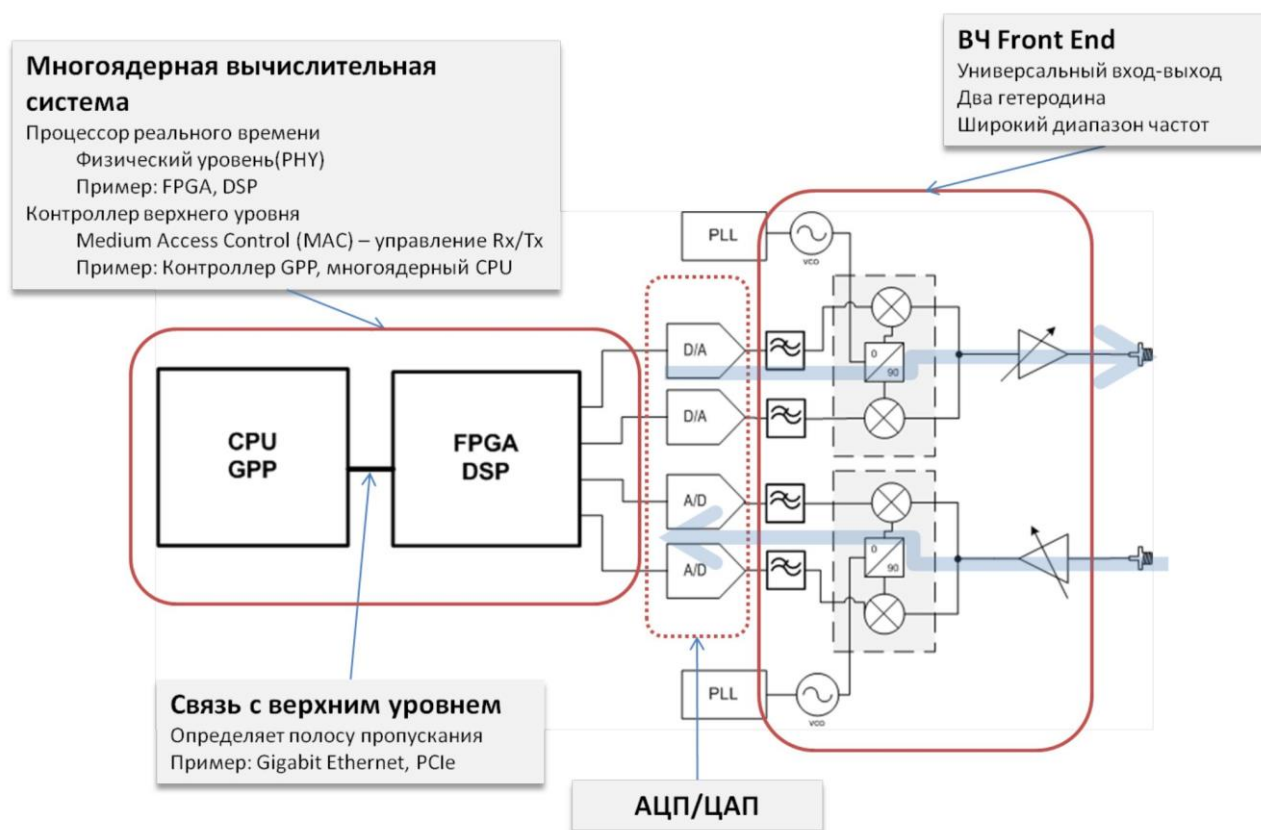 Многоядерная вычислительная
система
Процессор реального времени
Физический уровень(PHY)
Пример: FPGA, DSP
Контроллер верхнего уровня
Medium Access Control (MAC) – управление Rx/Tx
Пример: Контроллер GPP, многоядерный CPU
ВЧ Front End
Универсальный вход-выход
Два гетеродина
Широкий диапазон частот
PLL
VCO
D/A
0
90
D/A
CPU
GPP
FPGA
DSP
A/D
0
90
A/D
PLL
VCO
Связь с верхним уровнем
Определяет полосу пропускания
Пример: Gigabit Ethernet, PCIe
АЦП/ЦАП